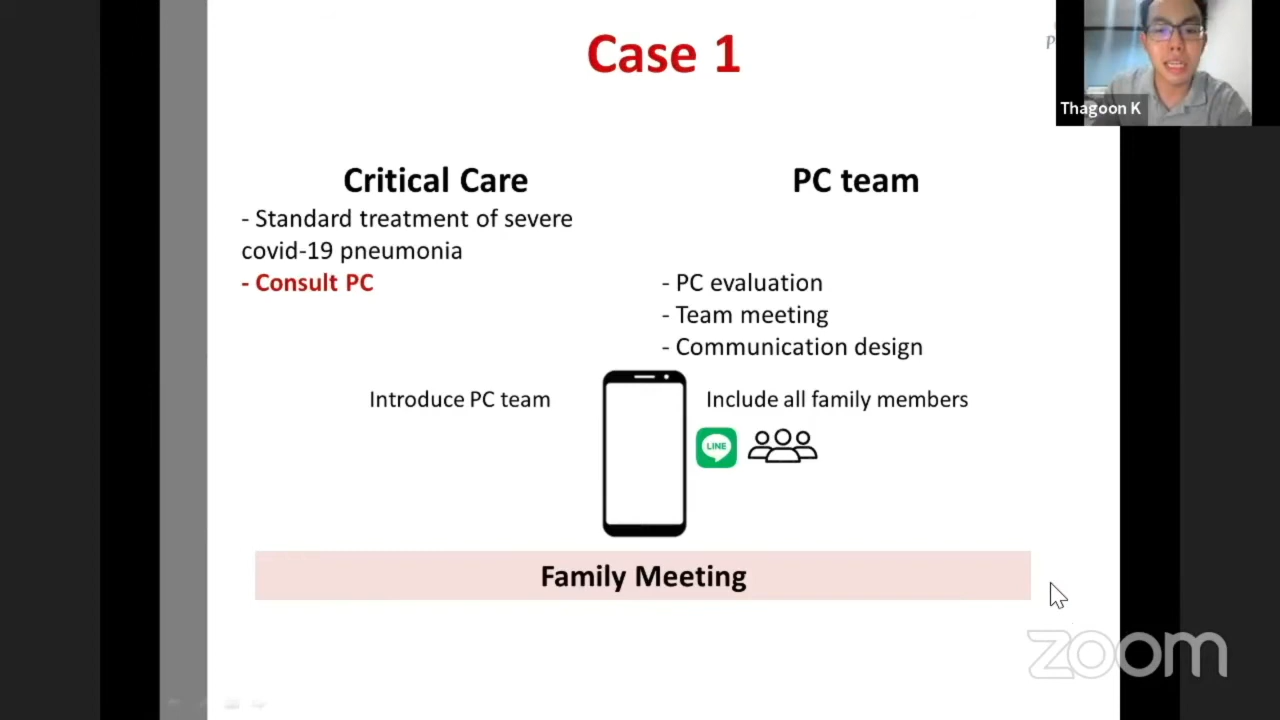 Case 1
Thagoon K
Critical Care
- Standard treatment of severe
covid-19 pneumonia
- Consult PC
PC team
- PC evaluation
- Team meeting
- Communication design
Introduce PC team
Include all family members
LINE
Family Meeting
zoom